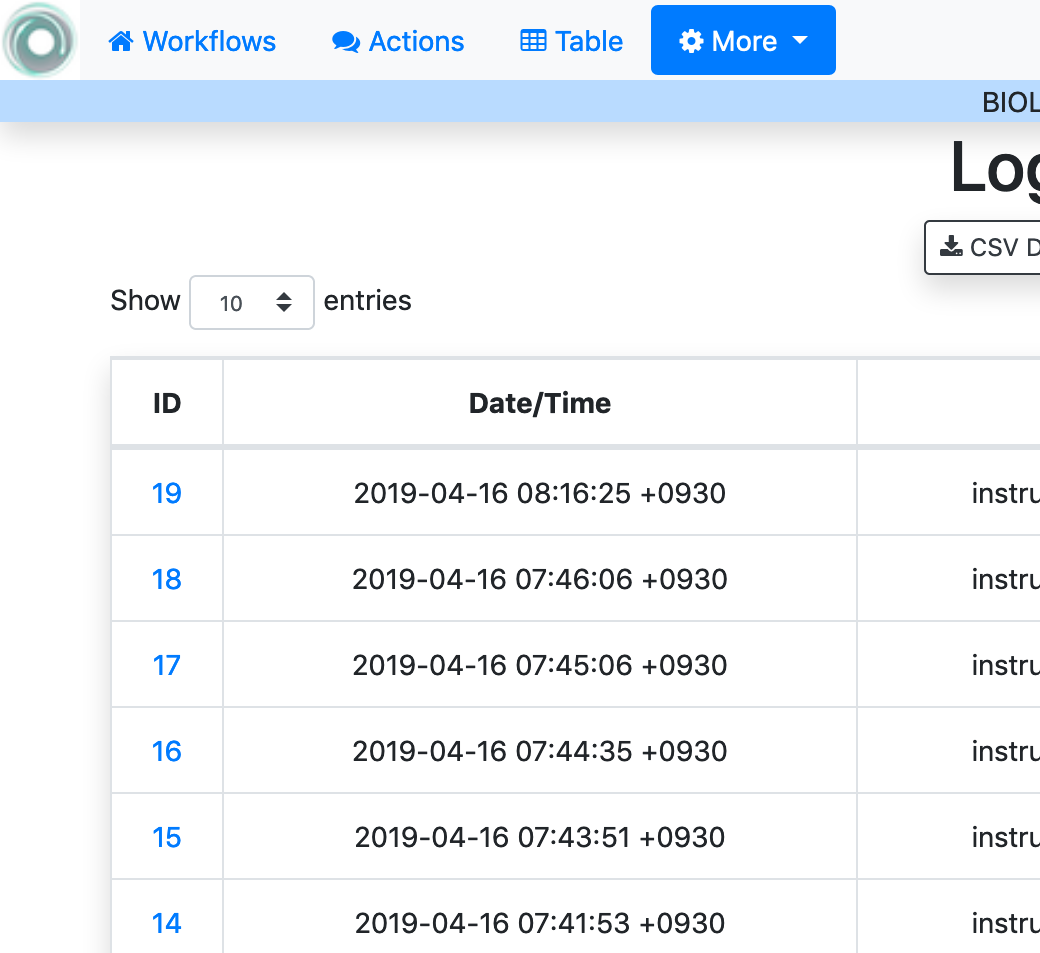 Workflows Actions Table More
BIOL
Log
CSV D
Show 10 entries
ID Date/Time
19 2019-04-16 08:16:25 +0930 instru
18 2019-04-16 07:46:06 +0930 instru
17 2019-04-16 07:45:06 +0930 instru
16 2019-04-16 07:44:35 +0930 instru
15 2019-04-16 07:43:51 +0930 instru
14 2019-04-16 07:41:53 +0930 instru